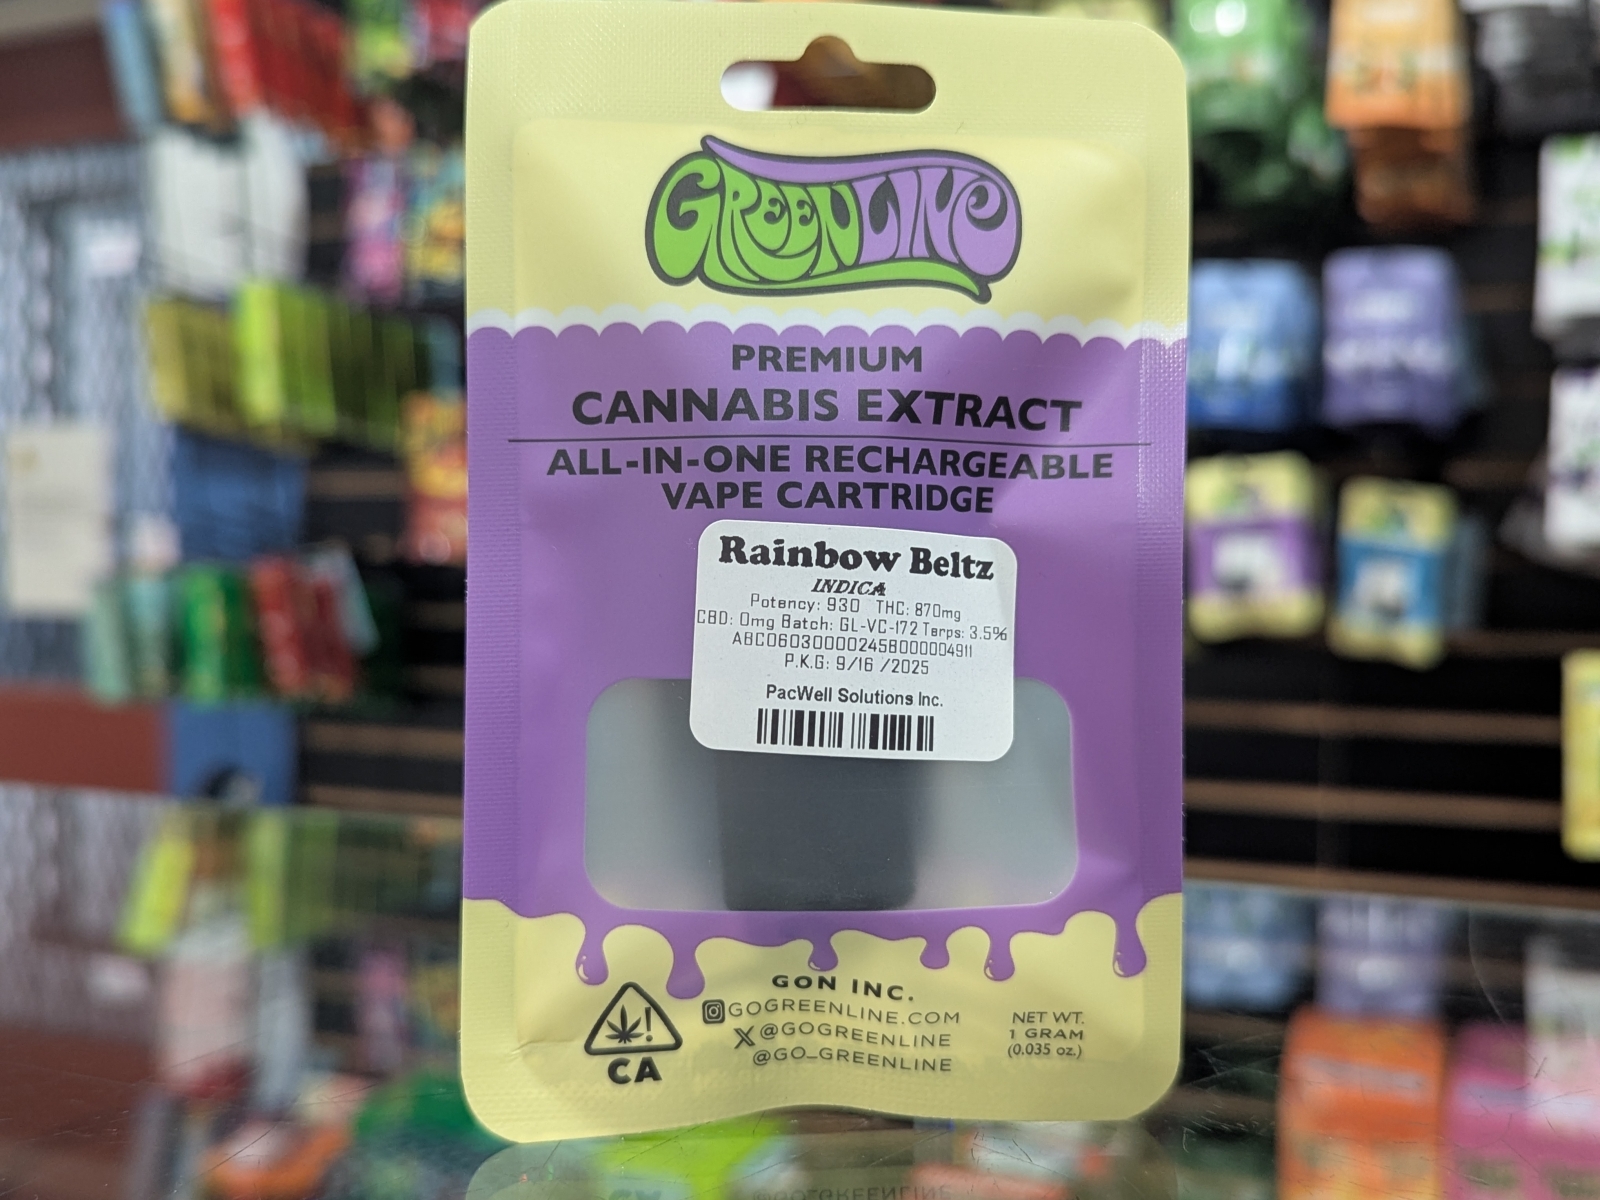 GREENLINE
PREMIUM
CANNABIS EXTRACT
ALL-IN-ONE RECHARGEABLE
VAPE CARTRIDGE
Rainbow Beltz
INDICA
Potency: 930 THC: 870mg
CBD: 0mg Batch: GL-VC-172 Terps: 3.5%
ABC060300002458000004911
P.K.G: 9/16 /2025
PacWell Solutions Inc.
GON INC.
GOGREENLINE.COM
@GOGREENLINE
@GO_GREENLINE
NET WT.
1 GRAM
(0.035 oz.)
!
CA